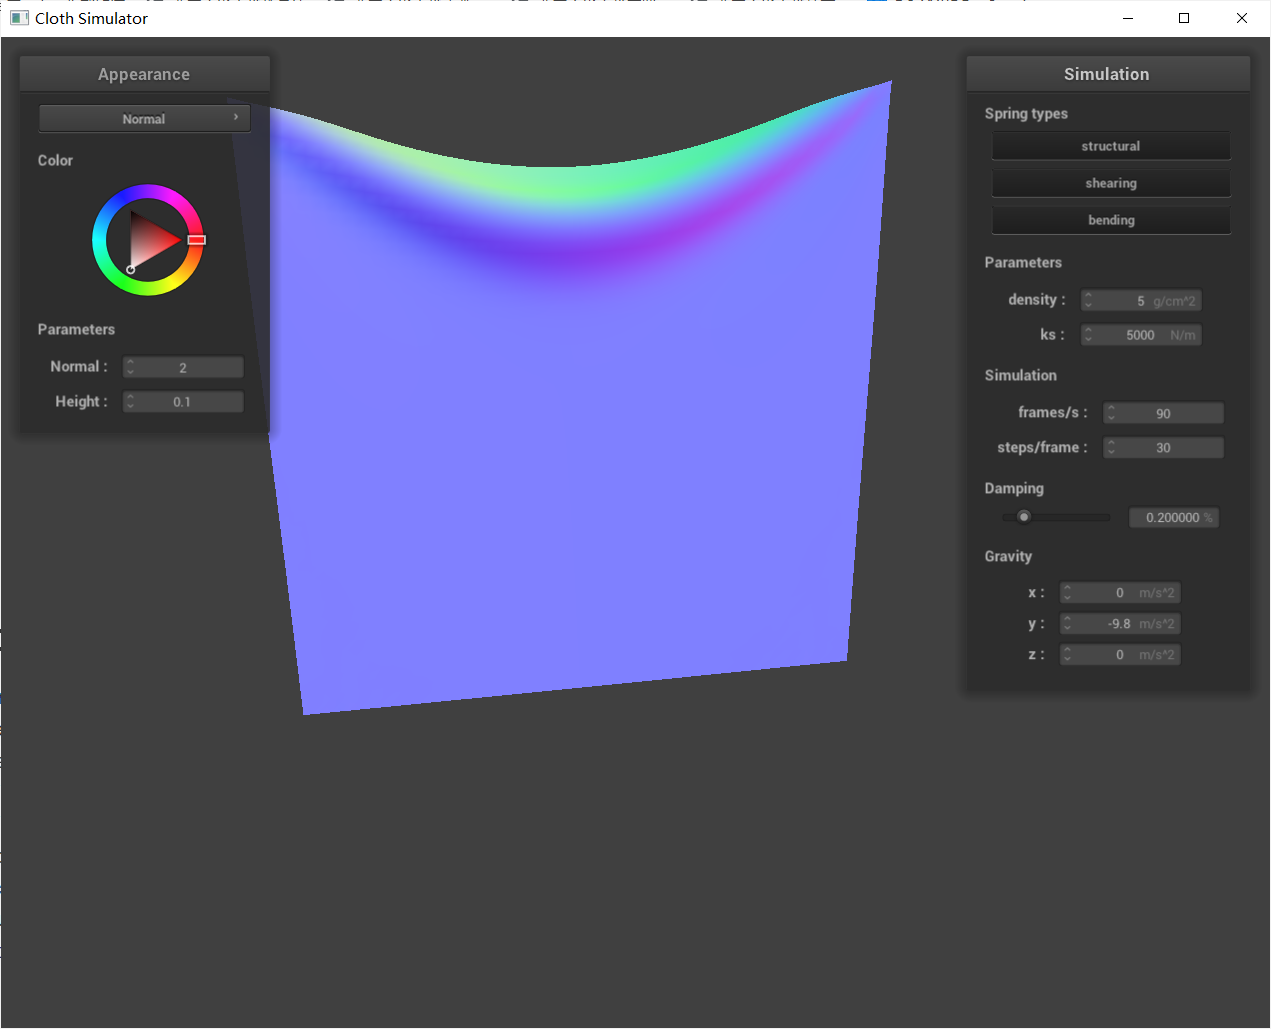 Cloth Simulator
Appearance
Normal
Color
Parameters
Normal : 2
Height : 0.1
Simulation
Spring types
structural
shearing
bending
Parameters
density : 5 g/cm^2
ks : 5000 N/m
Simulation
frames/s : 90
steps/frame : 30
Damping
0.200000 %
Gravity
x : 0 m/s^2
y : -9.8 m/s^2
z : 0 m/s^2